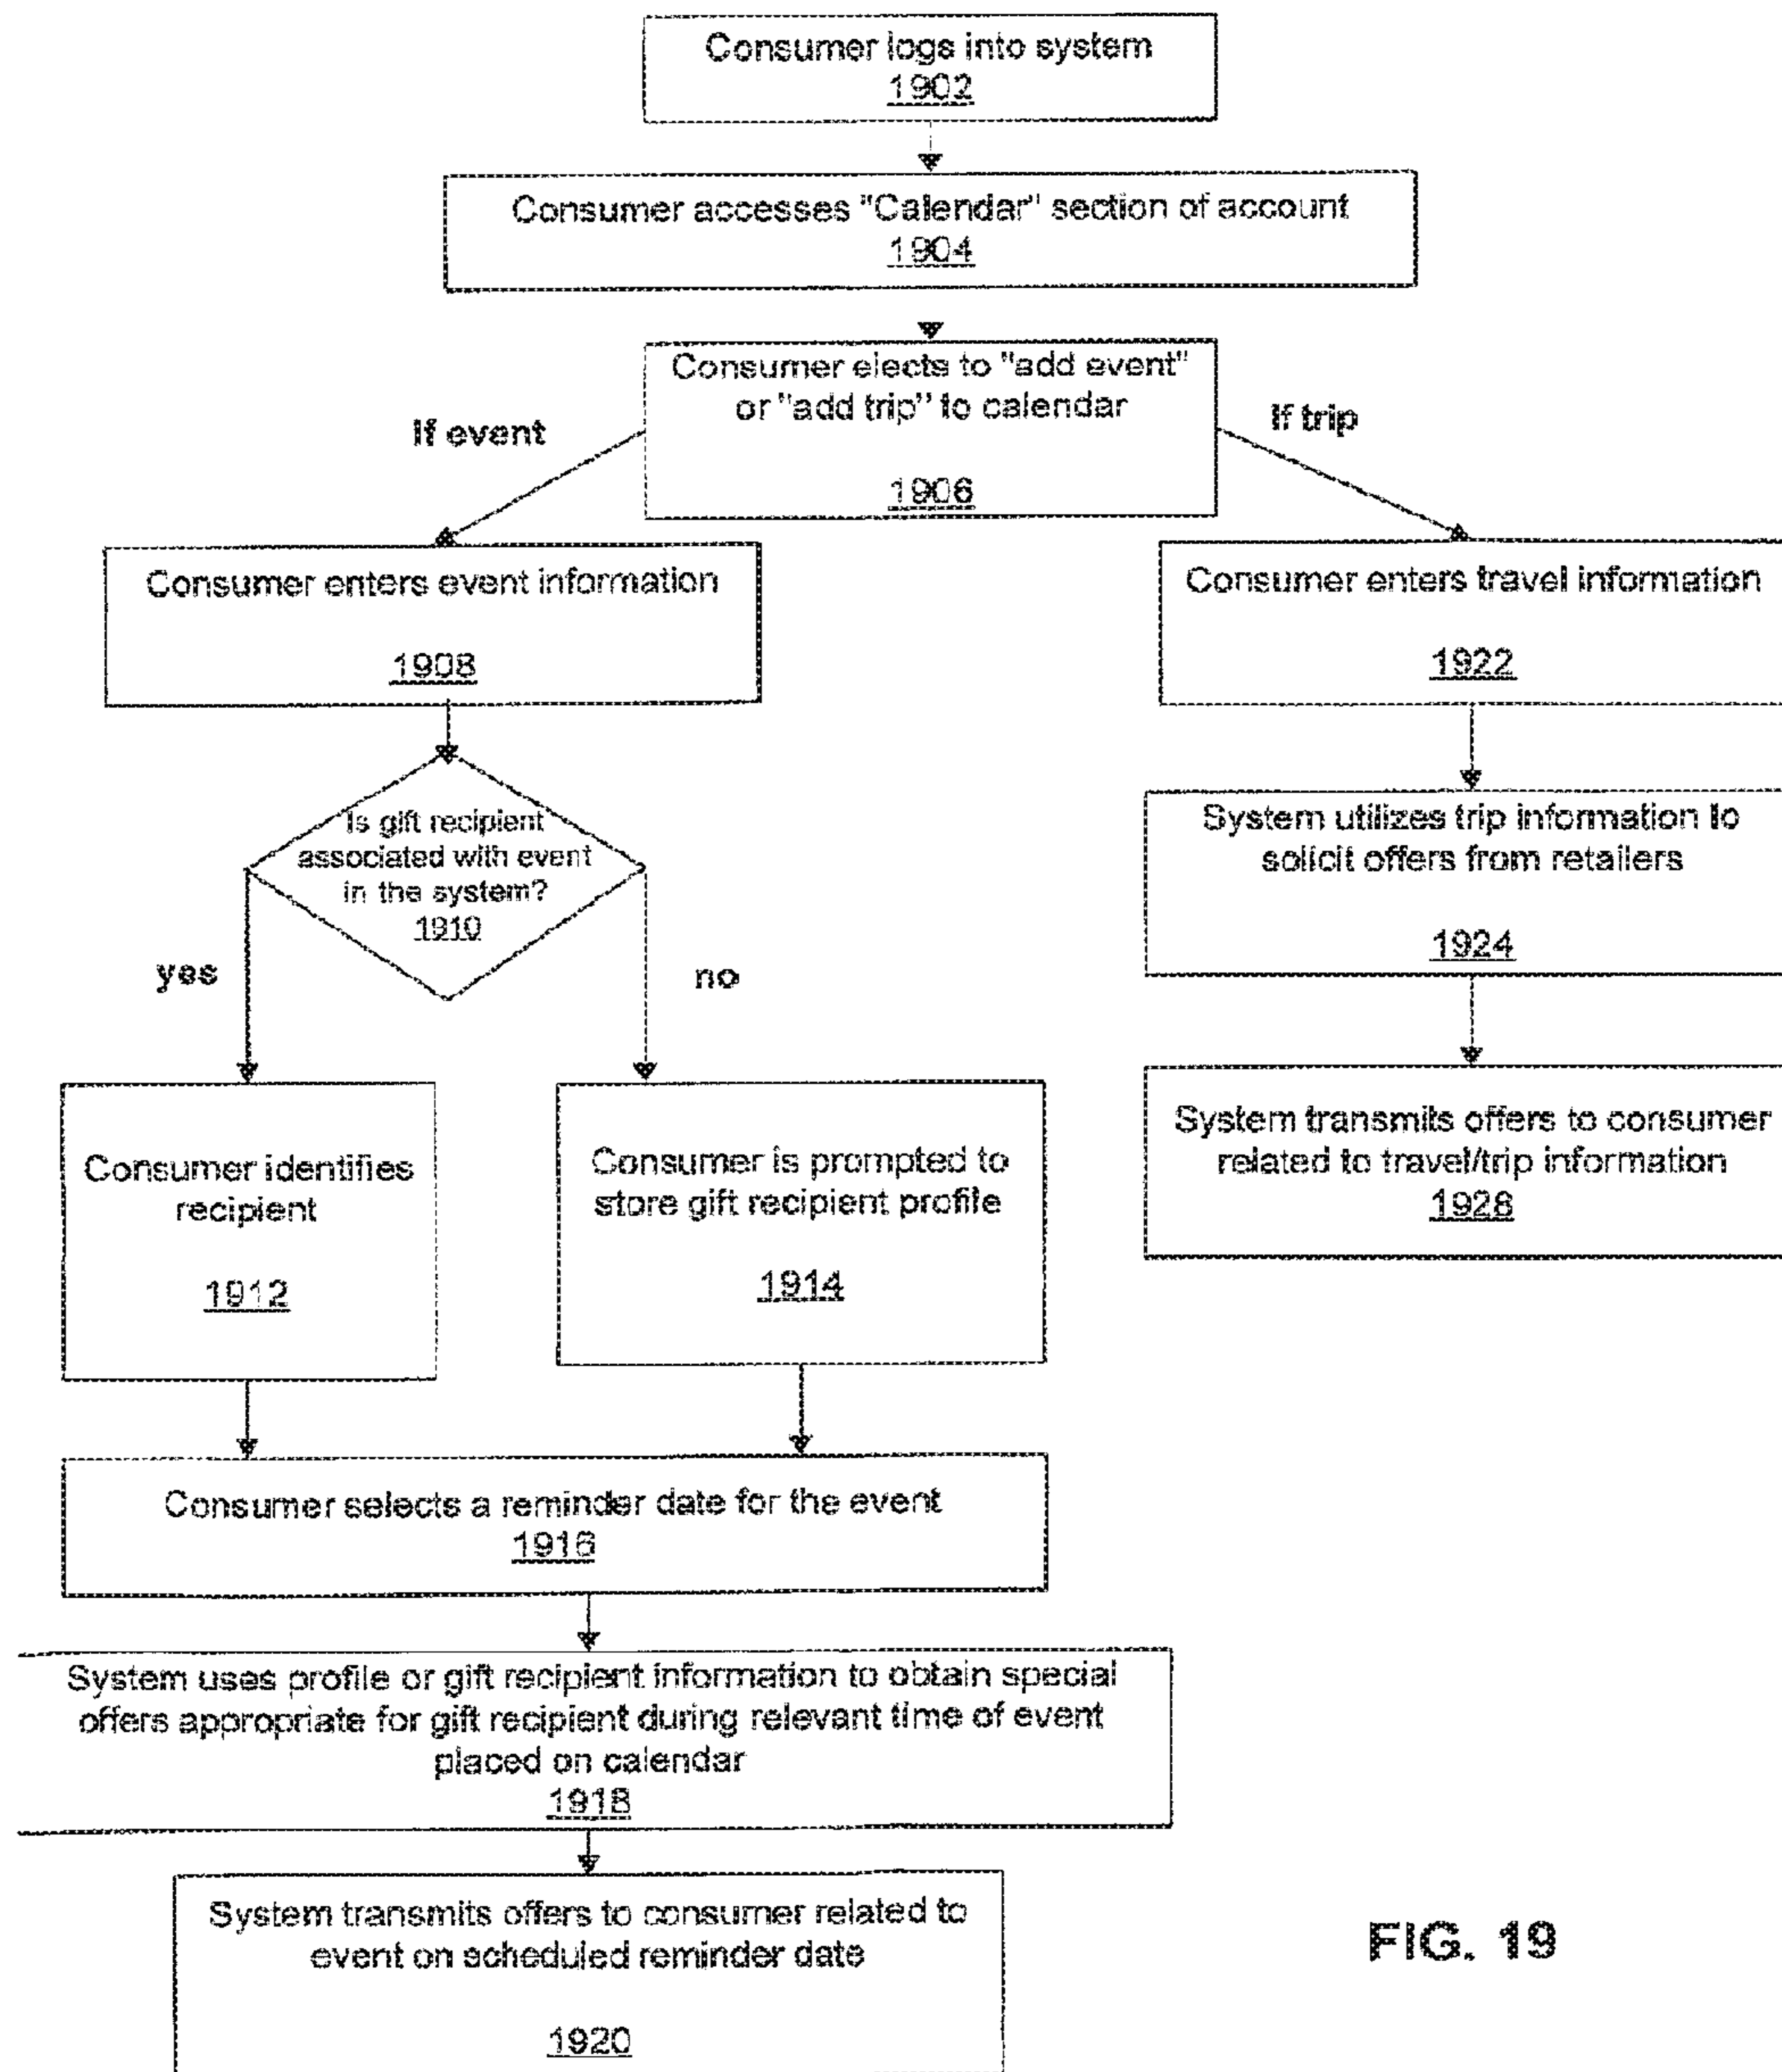 Consumer logs into system
1902
Consumer accesses "Calendar" section of account
1904
Consumer elects to "add event"
or "add trip" to calendar
1906
If event
If trip
Consumer enters event information
1908
Consumer enters travel information
1922
Is gift recipient
associated with event
in the system?
1910
yes
no
System utilizes trip information to
solicit offers from retailers
1924
Consumer identifies
recipient
1912
Consumer is prompted to
store gift recipient profile
1914
System transmits offers to consumer
related to travel/trip information
1926
Consumer selects a reminder date for the event
1916
System uses profile or gift recipient information to obtain special
offers appropriate for gift recipient during relevant time of event
placed on calendar
1918
System transmits offers to consumer related to
event on scheduled reminder date
1920
FIG. 19